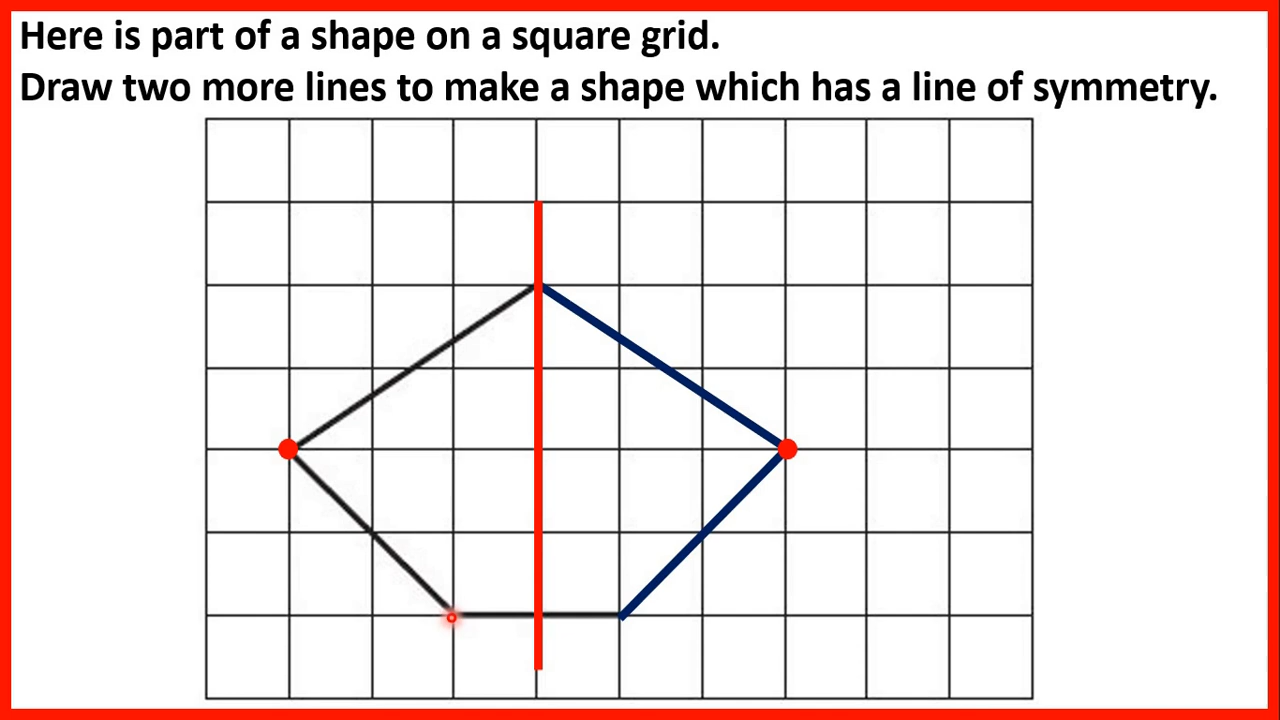 Here is part of a shape on a square grid.
Draw two more lines to make a shape which has a line of symmetry.